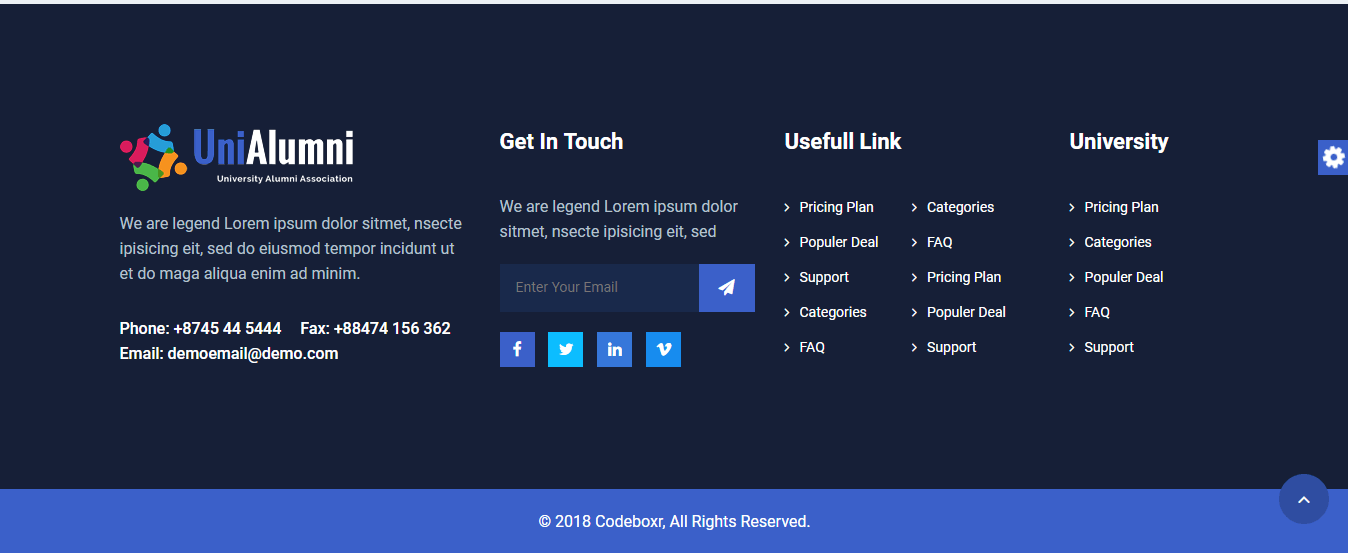 UniAlumni
University Alumni Association
We are legend Lorem ipsum dolor sitmet, nsecte
ipisicing eit, sed do eiusmod tempor incidunt ut
et do maga aliqua enim ad minim.
Phone: +8745 44 5444 Fax: +88474 156 362
Email: demoemail@demo.com
Get In Touch
We are legend Lorem ipsum dolor
sitmet, nsecte ipisicing eit, sed
Enter Your Email
Usefull Link
Pricing Plan
Populer Deal
Support
Categories
FAQ
Categories
FAQ
Pricing Plan
Populer Deal
Support
University
Pricing Plan
Categories
Populer Deal
FAQ
Support
© 2018 Codeboxr, All Rights Reserved.